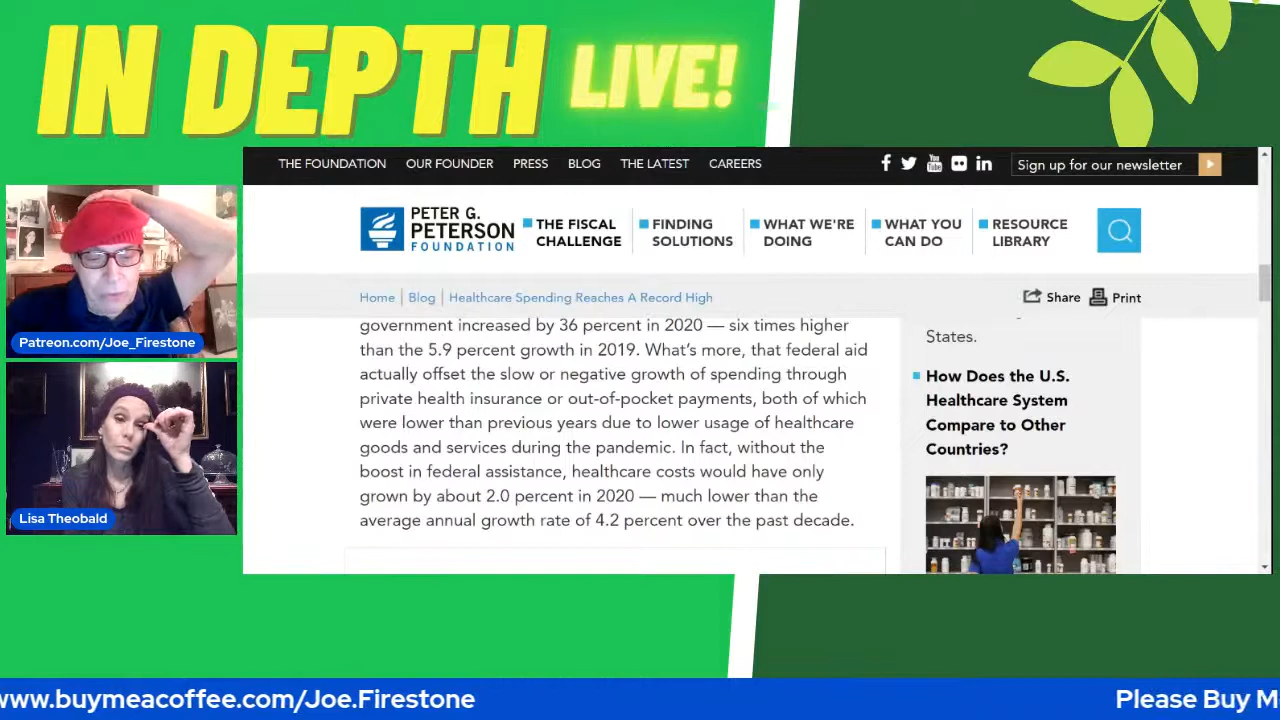 IN DEPTH LIVE!
THE FOUNDATION OUR FOUNDER PRESS BLOG THE LATEST CAREERS
Sign up for our newsletter
PETER G.
PETERSON
FOUNDATION
THE FISCAL
CHALLENGE
FINDING
SOLUTIONS
WHAT WE'RE
DOING
WHAT YOU
CAN DO
RESOURCE
LIBRARY
Home Blog Healthcare Spending Reaches A Record High
Share Print
government increased by 36 percent in 2020 — six times higher
than the 5.9 percent growth in 2019. What's more, that federal aid
actually offset the slow or negative growth of spending through
private health insurance or out-of-pocket payments, both of which
were lower than previous years due to lower usage of healthcare
goods and services during the pandemic. In fact, without the
boost in federal assistance, healthcare costs would have only
grown by about 2.0 percent in 2020 — much lower than the
average annual growth rate of 4.2 percent over the past decade.
States.
How Does the U.S.
Healthcare System
Compare to Other
Countries?
Patreon.com/Joe_Firestone
Lisa Theobald
www.buymeacoffee.com/Joe.Firestone
Please Buy M